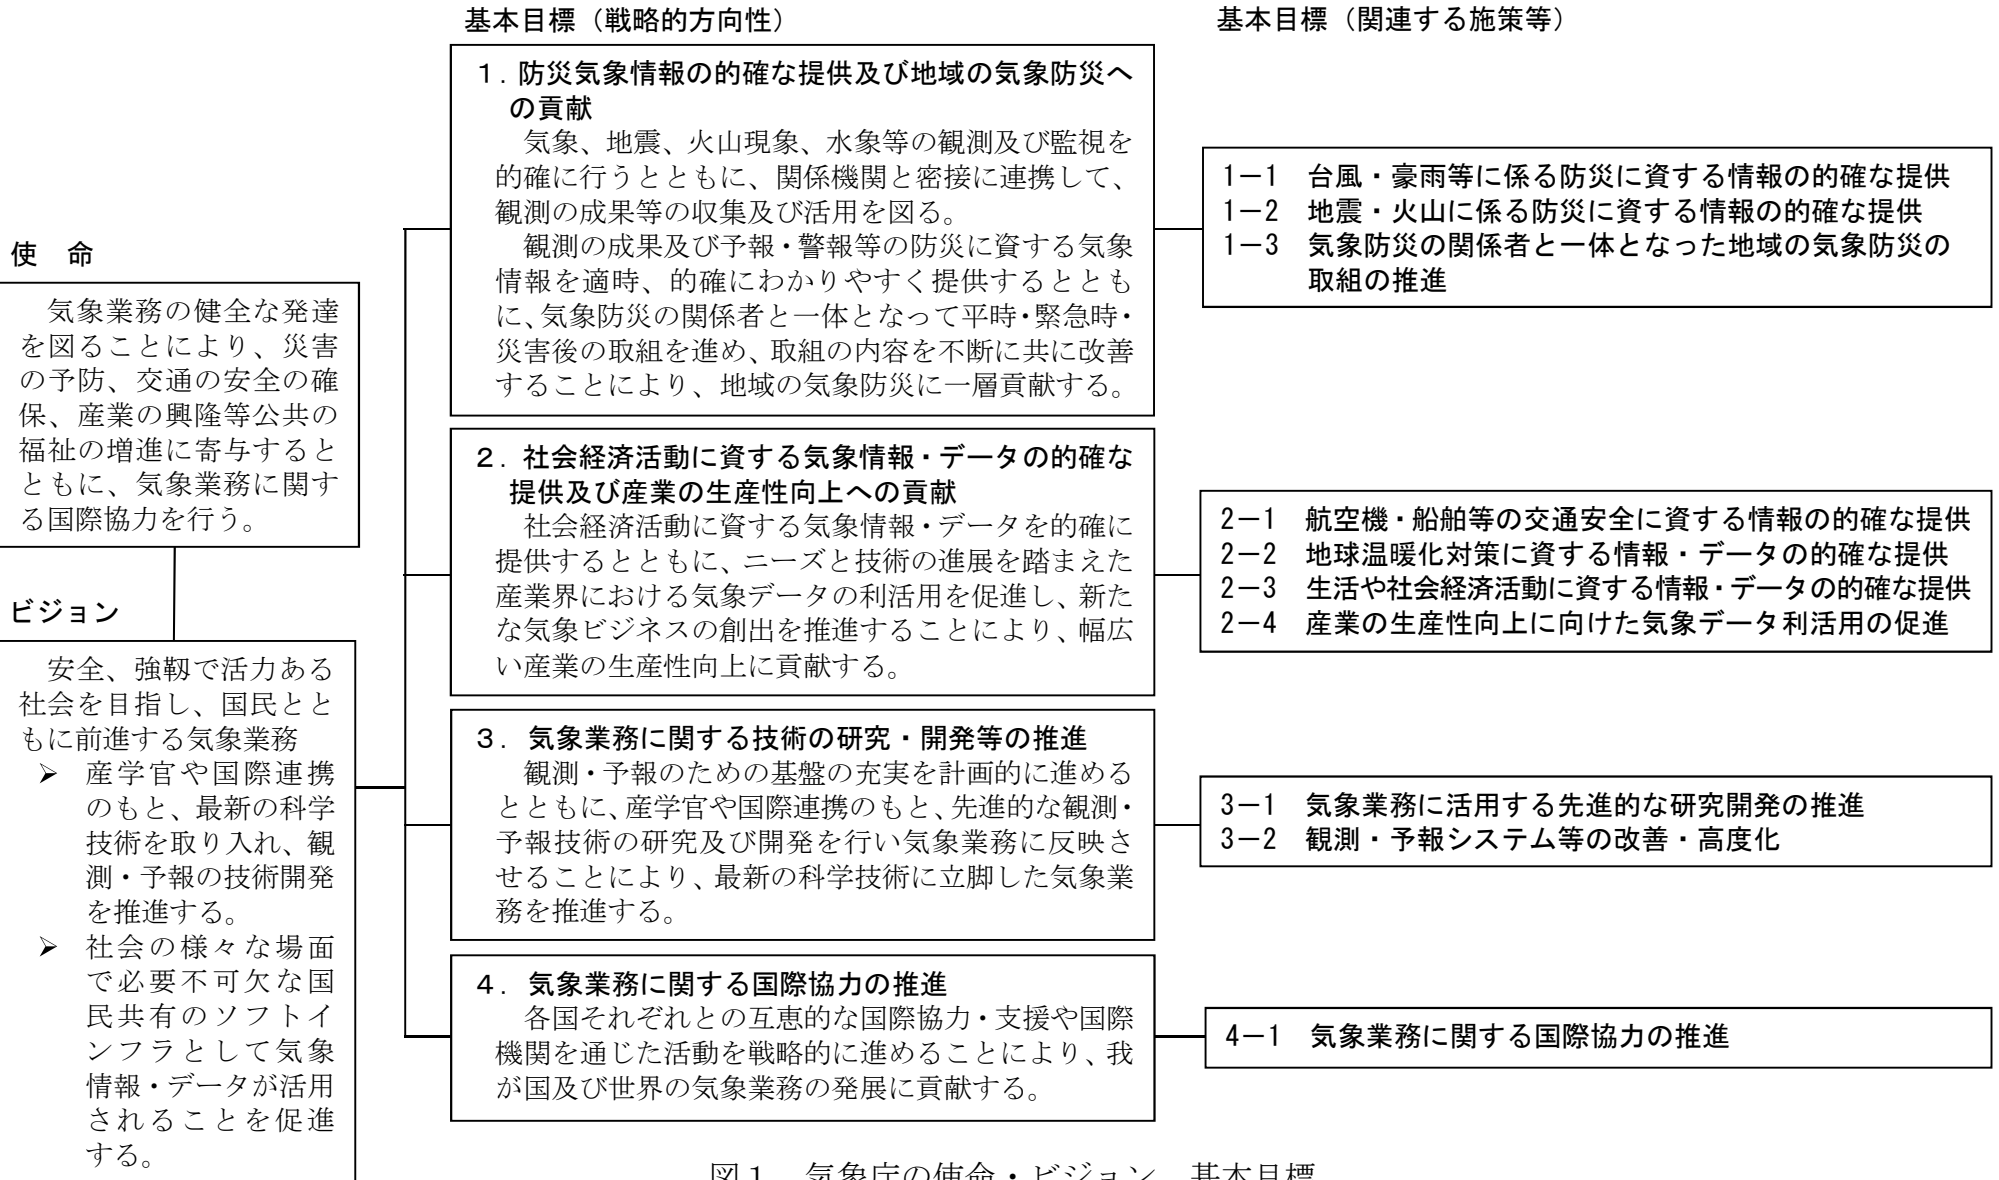 基本目標（戦略的方向性）
基本目標（関連する施策等）
使　命
　気象業務の健全な発達
を図ることにより、災害
の予防、交通の安全の確
保、産業の興隆等公共の
福祉の増進に寄与すると
ともに、気象業務に関す
る国際協力を行う。
ビジョン
　安全、強靱で活力ある
社会を目指し、国民とと
もに前進する気象業務
➢　産学官や国際連携
のもと、最新の科学
技術を取り入れ、観
測・予報の技術開発
を推進する。
➢　社会の様々な場面
で必要不可欠な国
民共有のソフトイ
ンフラとして気象
情報・データが活用
されることを促進
する。
１．防災気象情報の的確な提供及び地域の気象防災へ
の貢献
　気象、地震、火山現象、水象等の観測及び監視を
的確に行うとともに、関係機関と密接に連携して、
観測の成果等の収集及び活用を図る。
　観測の成果及び予報・警報等の防災に資する気象
情報を適時、的確にわかりやすく提供するととも
に、気象防災の関係者と一体となって平時・緊急時・
災害後の取組を進め、取組の内容を不断に共に改善
することにより、地域の気象防災に一層貢献する。
1－1　台風・豪雨等に係る防災に資する情報の的確な提供
1－2　地震・火山に係る防災に資する情報の的確な提供
1－3　気象防災の関係者と一体となった地域の気象防災の
取組の推進
２．社会経済活動に資する気象情報・データの的確な
提供及び産業の生産性向上への貢献
　社会経済活動に資する気象情報・データを的確に
提供するとともに、ニーズと技術の進展を踏まえた
産業界における気象データの利活用を促進し、新た
な気象ビジネスの創出を推進することにより、幅広
い産業の生産性向上に貢献する。
2－1　航空機・船舶等の交通安全に資する情報の的確な提供
2－2　地球温暖化対策に資する情報・データの的確な提供
2－3　生活や社会経済活動に資する情報・データの的確な提供
2－4　産業の生産性向上に向けた気象データ利活用の促進
３．気象業務に関する技術の研究・開発等の推進
　観測・予報のための基盤の充実を計画的に進める
とともに、産学官や国際連携のもと、先進的な観測・
予報技術の研究及び開発を行い気象業務に反映さ
せることにより、最新の科学技術に立脚した気象業
務を推進する。
3－1　気象業務に活用する先進的な研究開発の推進
3－2　観測・予報システム等の改善・高度化
４．気象業務に関する国際協力の推進
　各国それぞれとの互恵的な国際協力・支援や国際
機関を通じた活動を戦略的に進めることにより、我
が国及び世界の気象業務の発展に貢献する。
4－1　気象業務に関する国際協力の推進
図１　気象庁の使命・ビジョン、基本目標